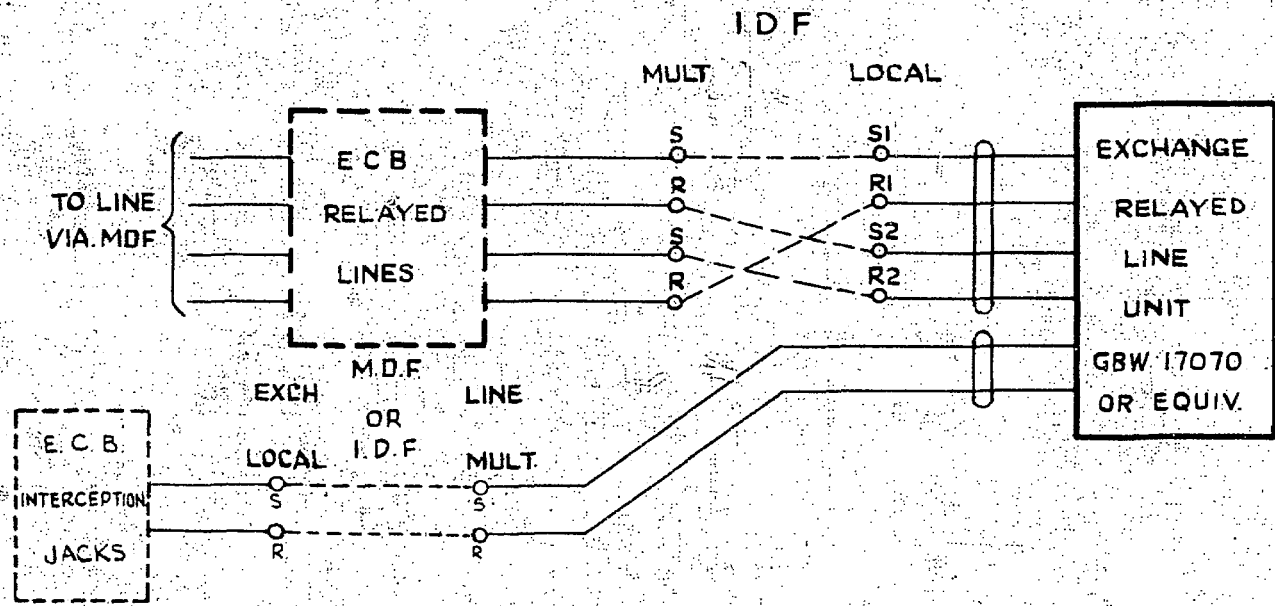 I D F
MULT. LOCAL
S S1
R R1
S S2
R R2
TO LINE
VIA. MDF
E C B
RELAYED
LINES
EXCHANGE
RELAYED
LINE
UNIT
GBW 17070
OR EQUIV.
M.D.F
OR
I.D.F
EXCH LINE
LOCAL MULT.
S S
R R
E. C. B.
INTERCEPTION
JACKS